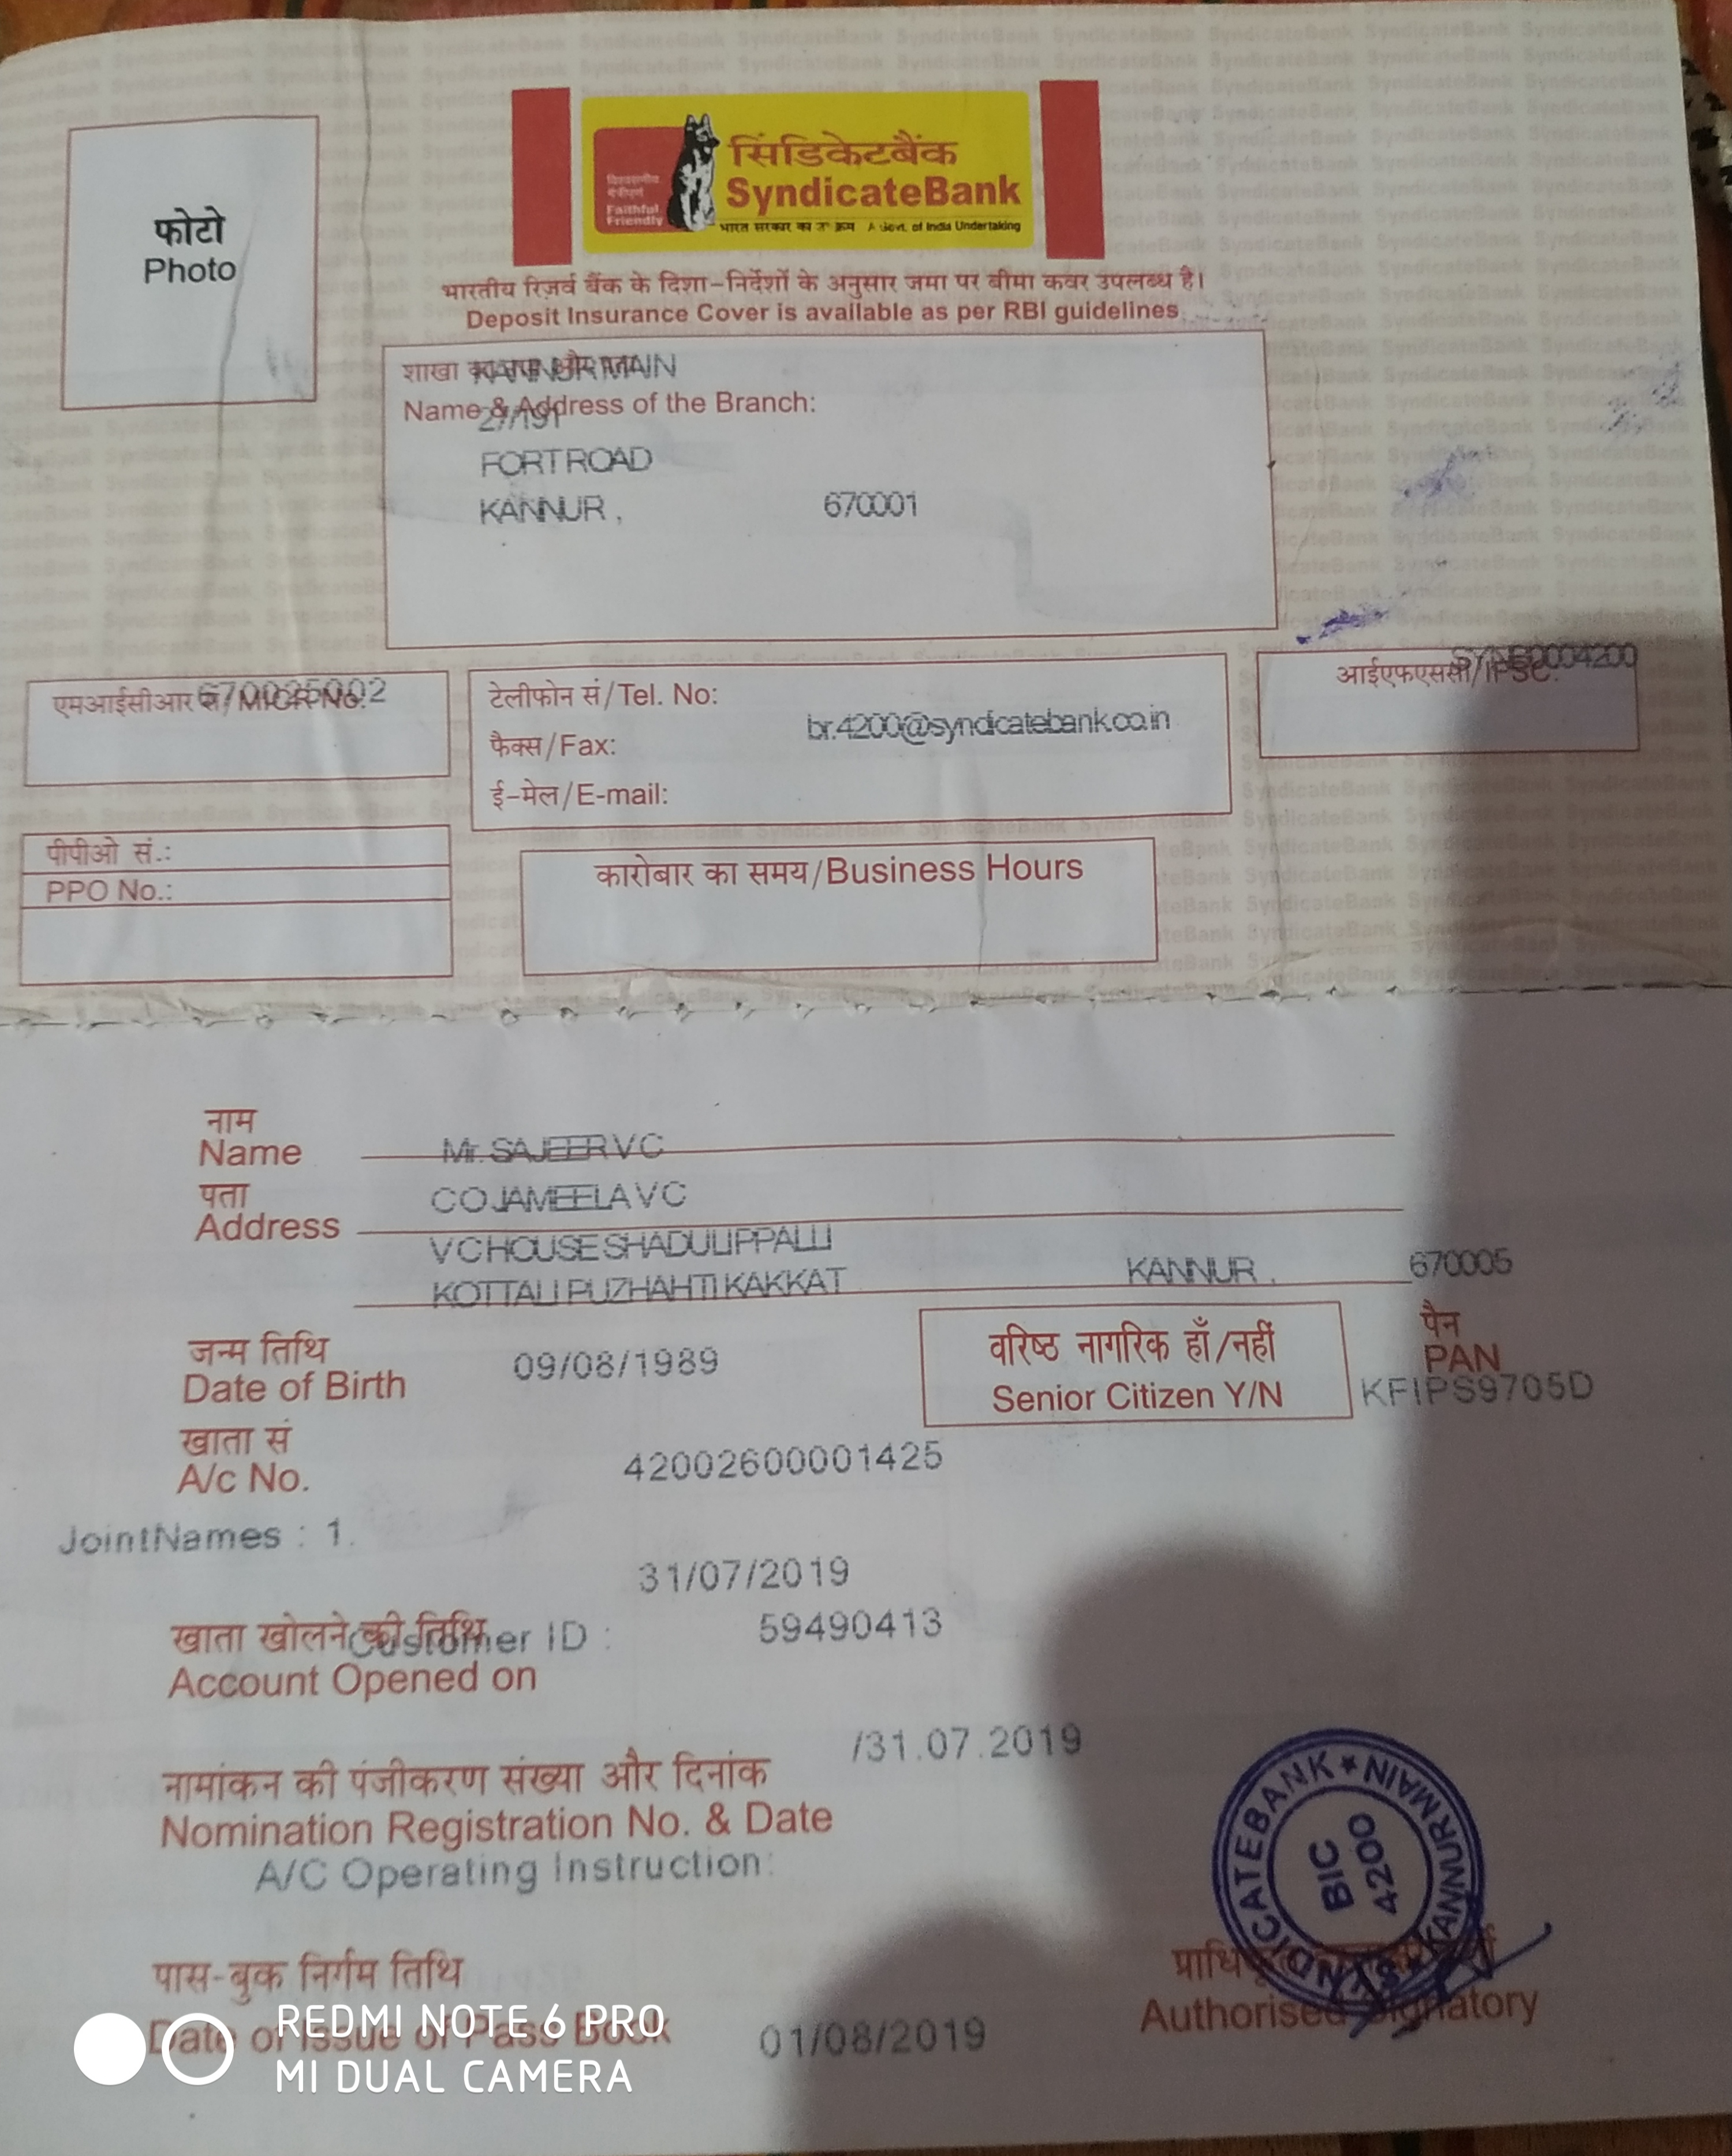 फोटो
Photo
विश्वसनीय
मैत्रीपूर्ण
Faithful
Friendly
सिंडिकेटबैंक
SyndicateBank
भारत सरकार का उपक्रम A Govt. of India Undertaking
भारतीय रिज़र्व बैंक के दिशा-निर्देशों के अनुसार जमा पर बीमा कवर उपलब्ध है।
Deposit Insurance Cover is available as per RBI guidelines.
शाखा का नाम और पता
KANNUR MAIN
Name & Address of the Branch:
27/191
FORT ROAD
KANNUR, 670001
एमआईसीआर सं/MICR No.
670025002
टेलीफोन सं/Tel. No:
फैक्स/Fax:
br.4200@syndicatebank.co.in
ई-मेल/E-mail:
आईएफएससी/IFSC:
SYNB0004200
पीपीओ सं.:
PPO No.:
कारोबार का समय/Business Hours
नाम
Name Mr. SAJEER V C
पता
Address
CO JAMEELA V C
V C HOUSE SHADULIPPALLI
KOTTALI PUZHAHTI KAKKAT KANNUR, 670005
जन्म तिथि
Date of Birth 09/08/1989
वरिष्ठ नागरिक हाँ/नहीं
Senior Citizen Y/N
पैन
PAN
KFIPS9705D
खाता सं
A/c No. 42002600001425
JointNames : 1.
31/07/2019
खाता खोलने की तिथि
Customer ID : 59490413
Account Opened on
/31.07.2019
नामांकन की पंजीकरण संख्या और दिनांक
Nomination Registration No. & Date
A/C Operating Instruction:
SYNDICATEBANK * KANNUR MAIN
BIC
4200
पास-बुक निर्गम तिथि
Date of Issue of Pass Book 01/08/2019
Authorised Signatory
REDMI NOTE 6 PRO
MI DUAL CAMERA